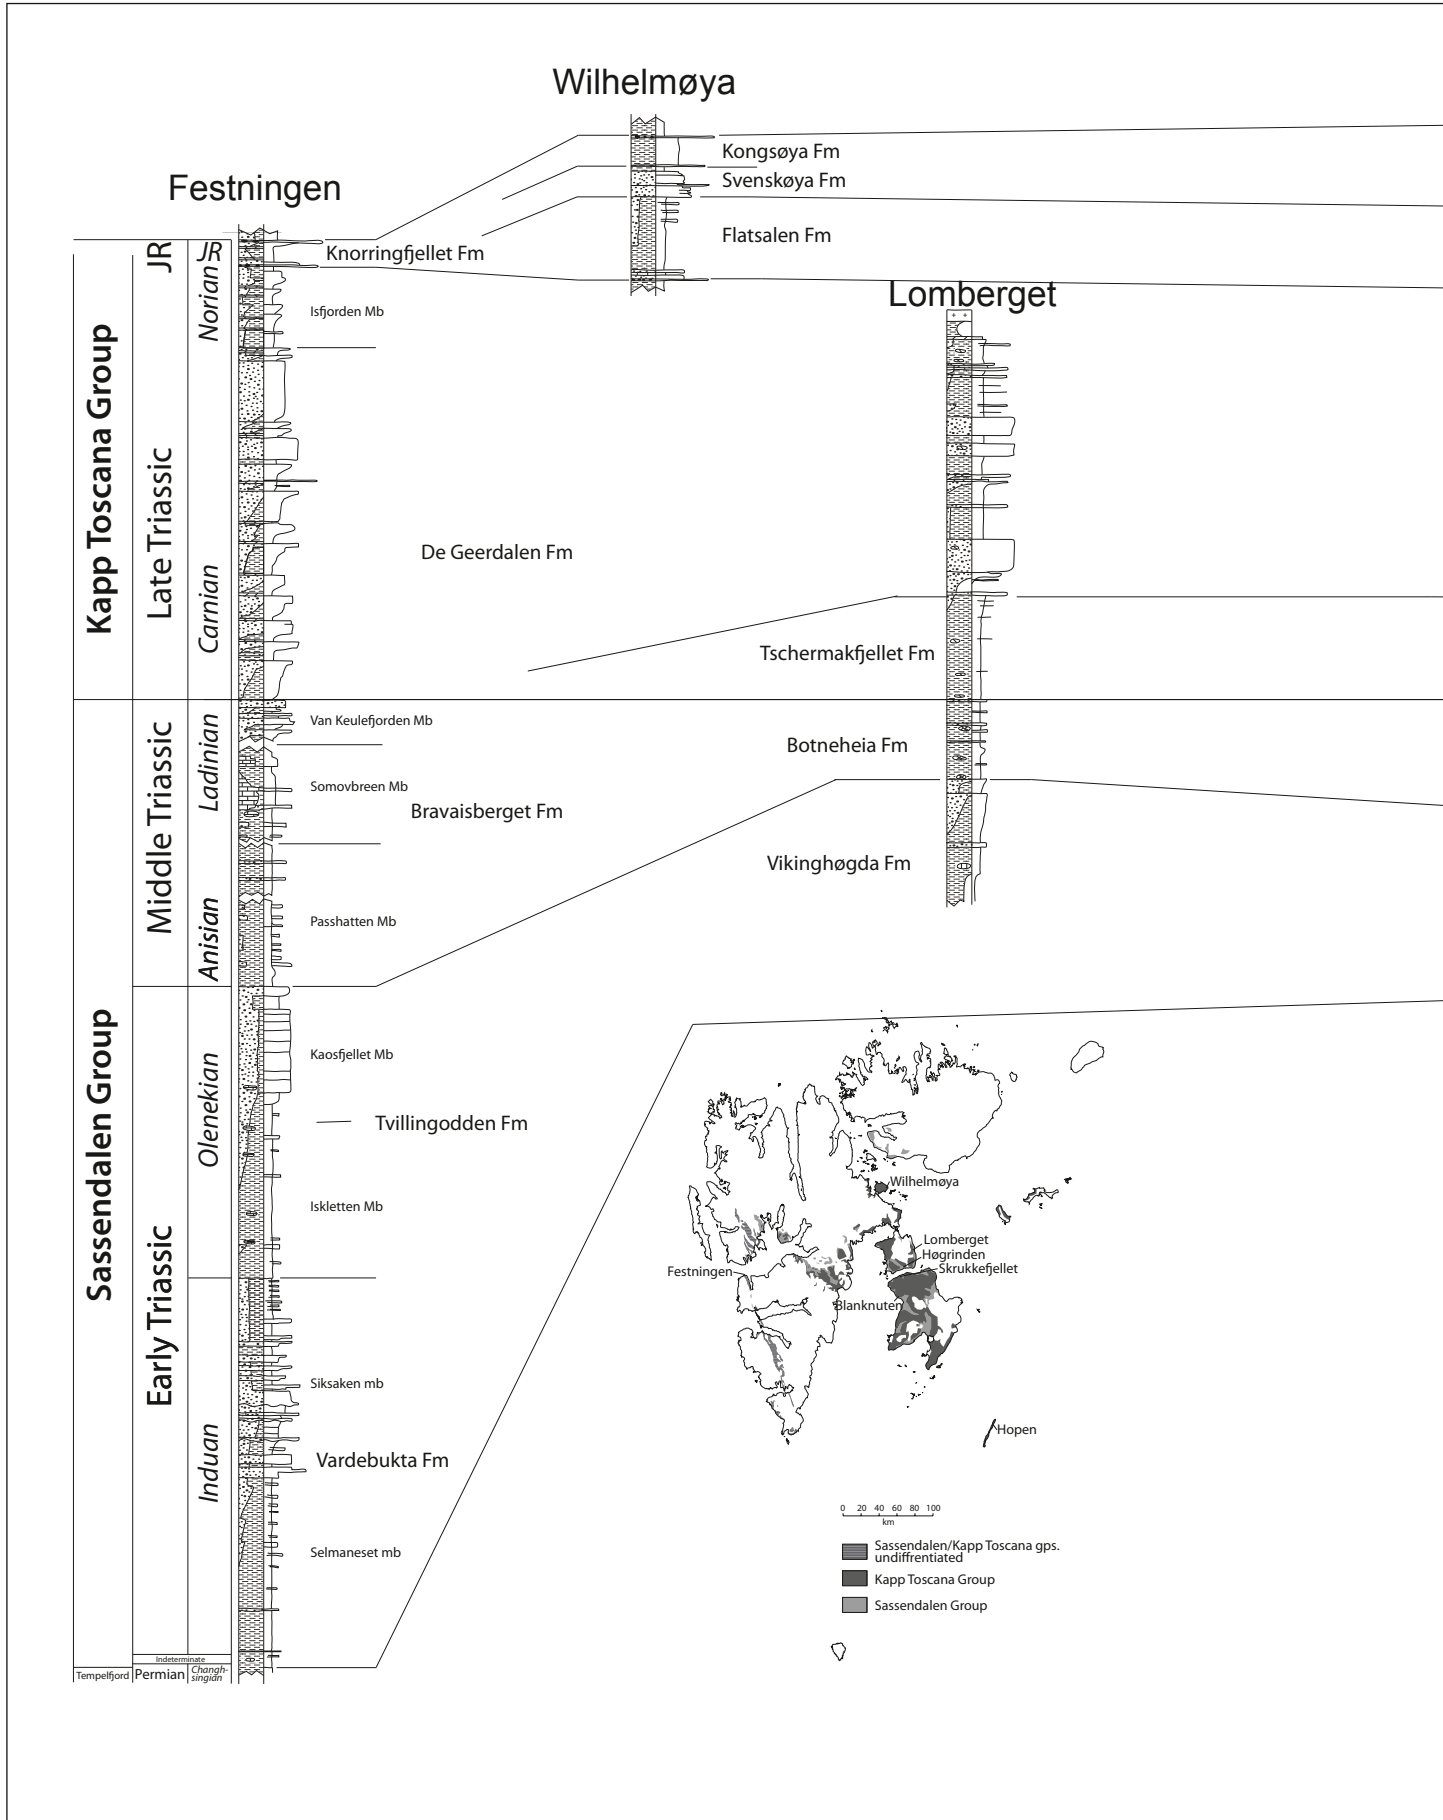 Wilhelmøya
Kongsøya Fm
Svenskøya Fm
Flatsalen Fm
Festningen
Knorringfjellet Fm
Lomberget
Kapp Toscana Group
Sassendalen Group
Tempelfjord
JR
Late Triassic
Middle Triassic
Early Triassic
Indeterminate
Permian
JR
Norian
Carnian
Ladinian
Anisian
Olenekian
Induan
Changh-
singian
Isfjorden Mb
De Geerdalen Fm
Tschermakfjellet Fm
Van Keulefjorden Mb
Botneheia Fm
Somovbreen Mb
Bravaisberget Fm
Vikinghøgda Fm
Passhatten Mb
Kaosfjellet Mb
Tvillingodden Fm
Iskletten Mb
Siksaken mb
Vardebukta Fm
Selmaneset mb
Wilhelmøya
Lomberget
Høgrinden
Skrukkefjellet
Festningen
Blanknuten
Hopen
0 20 40 60 80 100
km
Sassendalen/Kapp Toscana gps.
undiffrentiated
Kapp Toscana Group
Sassendalen Group